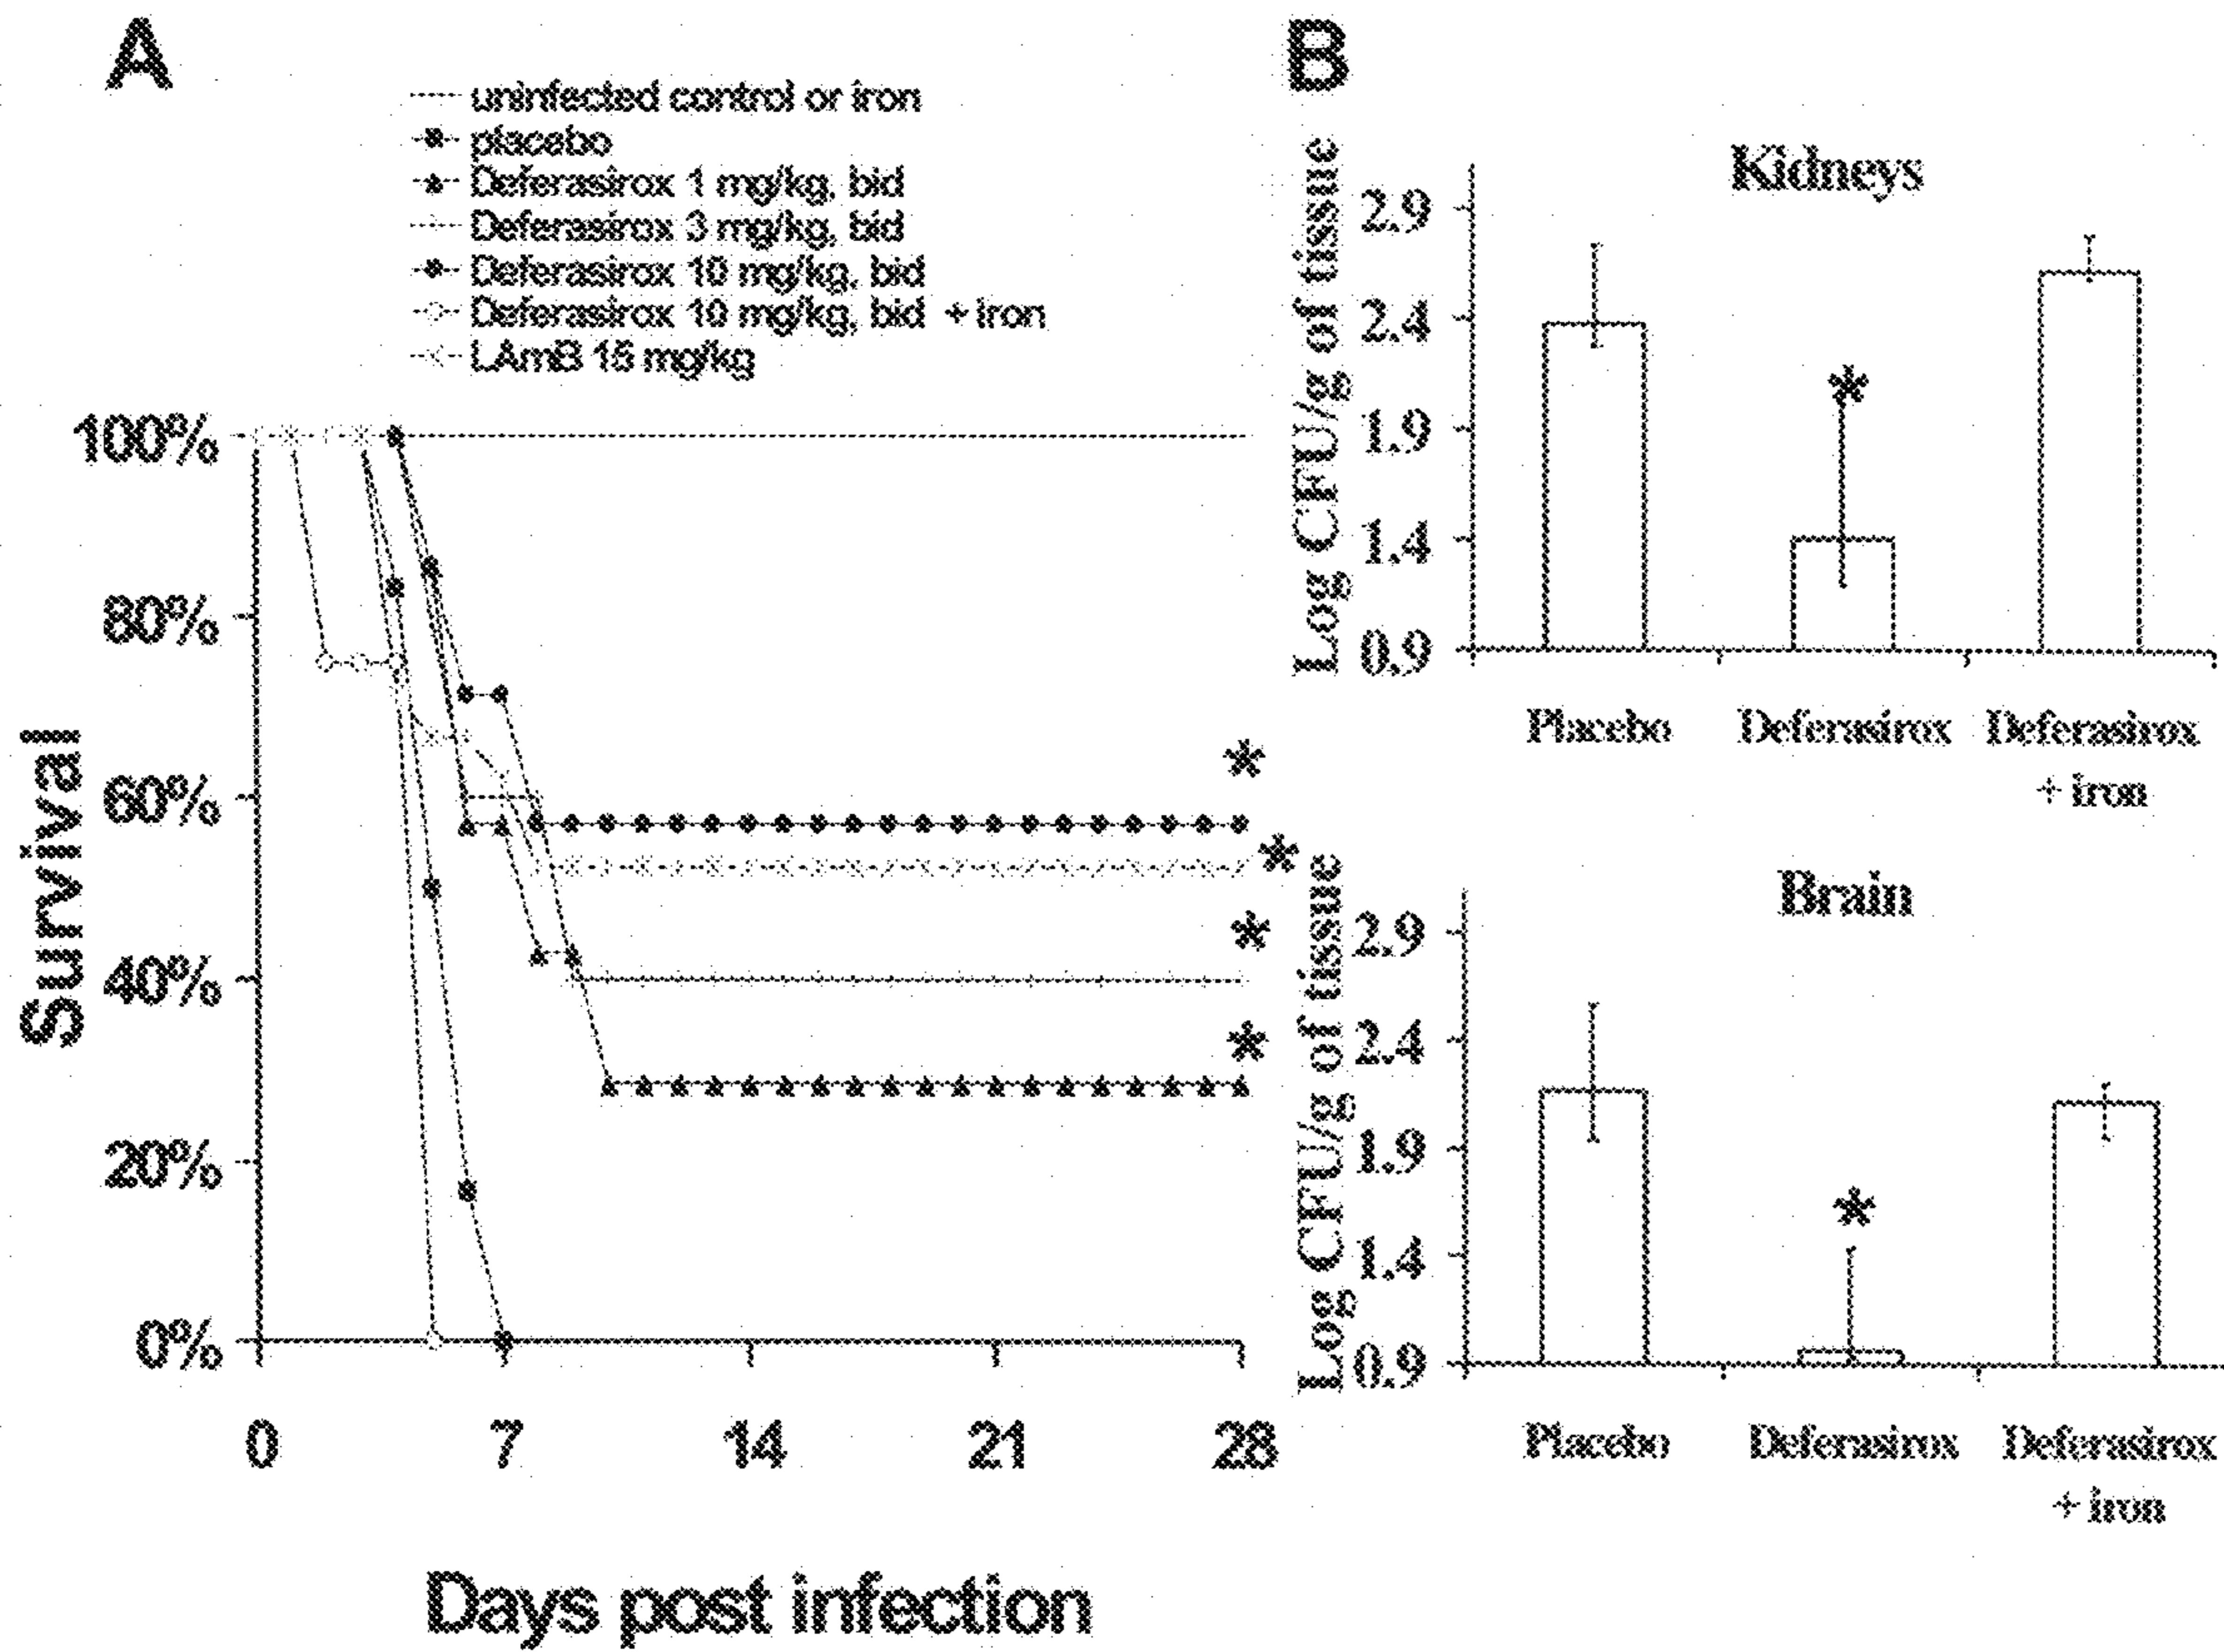 A
uninfected control or iron
placebo
Deferasirox 1 mg/kg, bid
Deferasirox 3 mg/kg, bid
Deferasirox 10 mg/kg, bid
Deferasirox 10 mg/kg, bid + iron
LAmB 15 mg/kg
100%
80%
60%
40%
20%
0%
Survival
0 7 14 21 28
Days post infection
* * * *
B
Kidneys
Log CFU/g of tissue
2.9
2.4
1.9
1.4
0.9
*
Placebo Deferasirox Deferasirox
+ iron
Brain
Log CFU/g of tissue
2.9
2.4
1.9
1.4
0.9
*
Placebo Deferasirox Deferasirox
+ iron